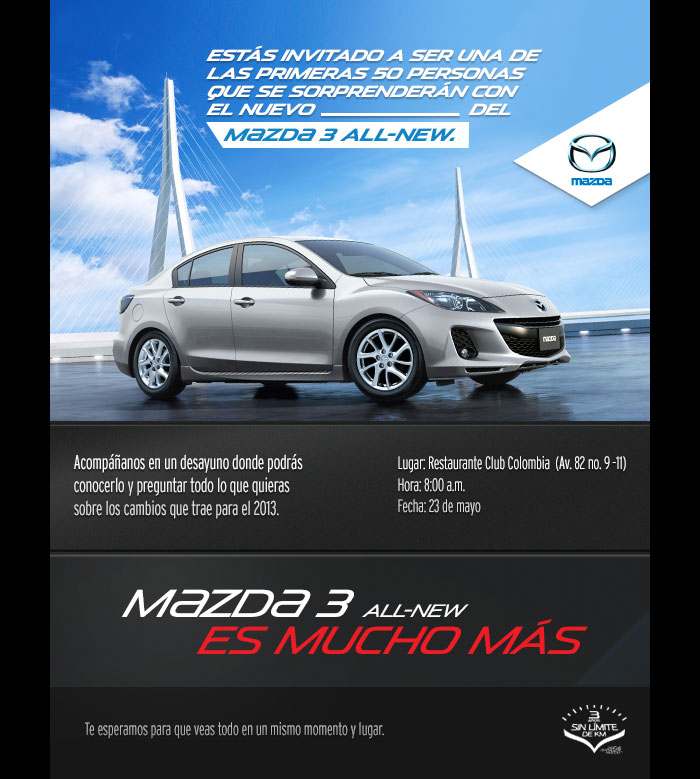 ESTÁS INVITADO A SER UNA DE
LAS PRIMERAS 50 PERSONAS
QUE SE SORPRENDERÁN CON
EL NUEVO ______________ DEL
MAZDA 3 ALL-NEW.
mazda
mazda
Acompáñanos en un desayuno donde podrás
conocerlo y preguntar todo lo que quieras
sobre los cambios que trae para el 2013.
Lugar: Restaurante Club Colombia (Av. 82 no. 9 -11)
Hora: 8:00 a.m.
Fecha: 23 de mayo
MAZDA 3 ALL-NEW
ES MUCHO MÁS
Te esperamos para que veas todo en un mismo momento y lugar.
3
AÑOS
SIN LÍMITE
DE KM